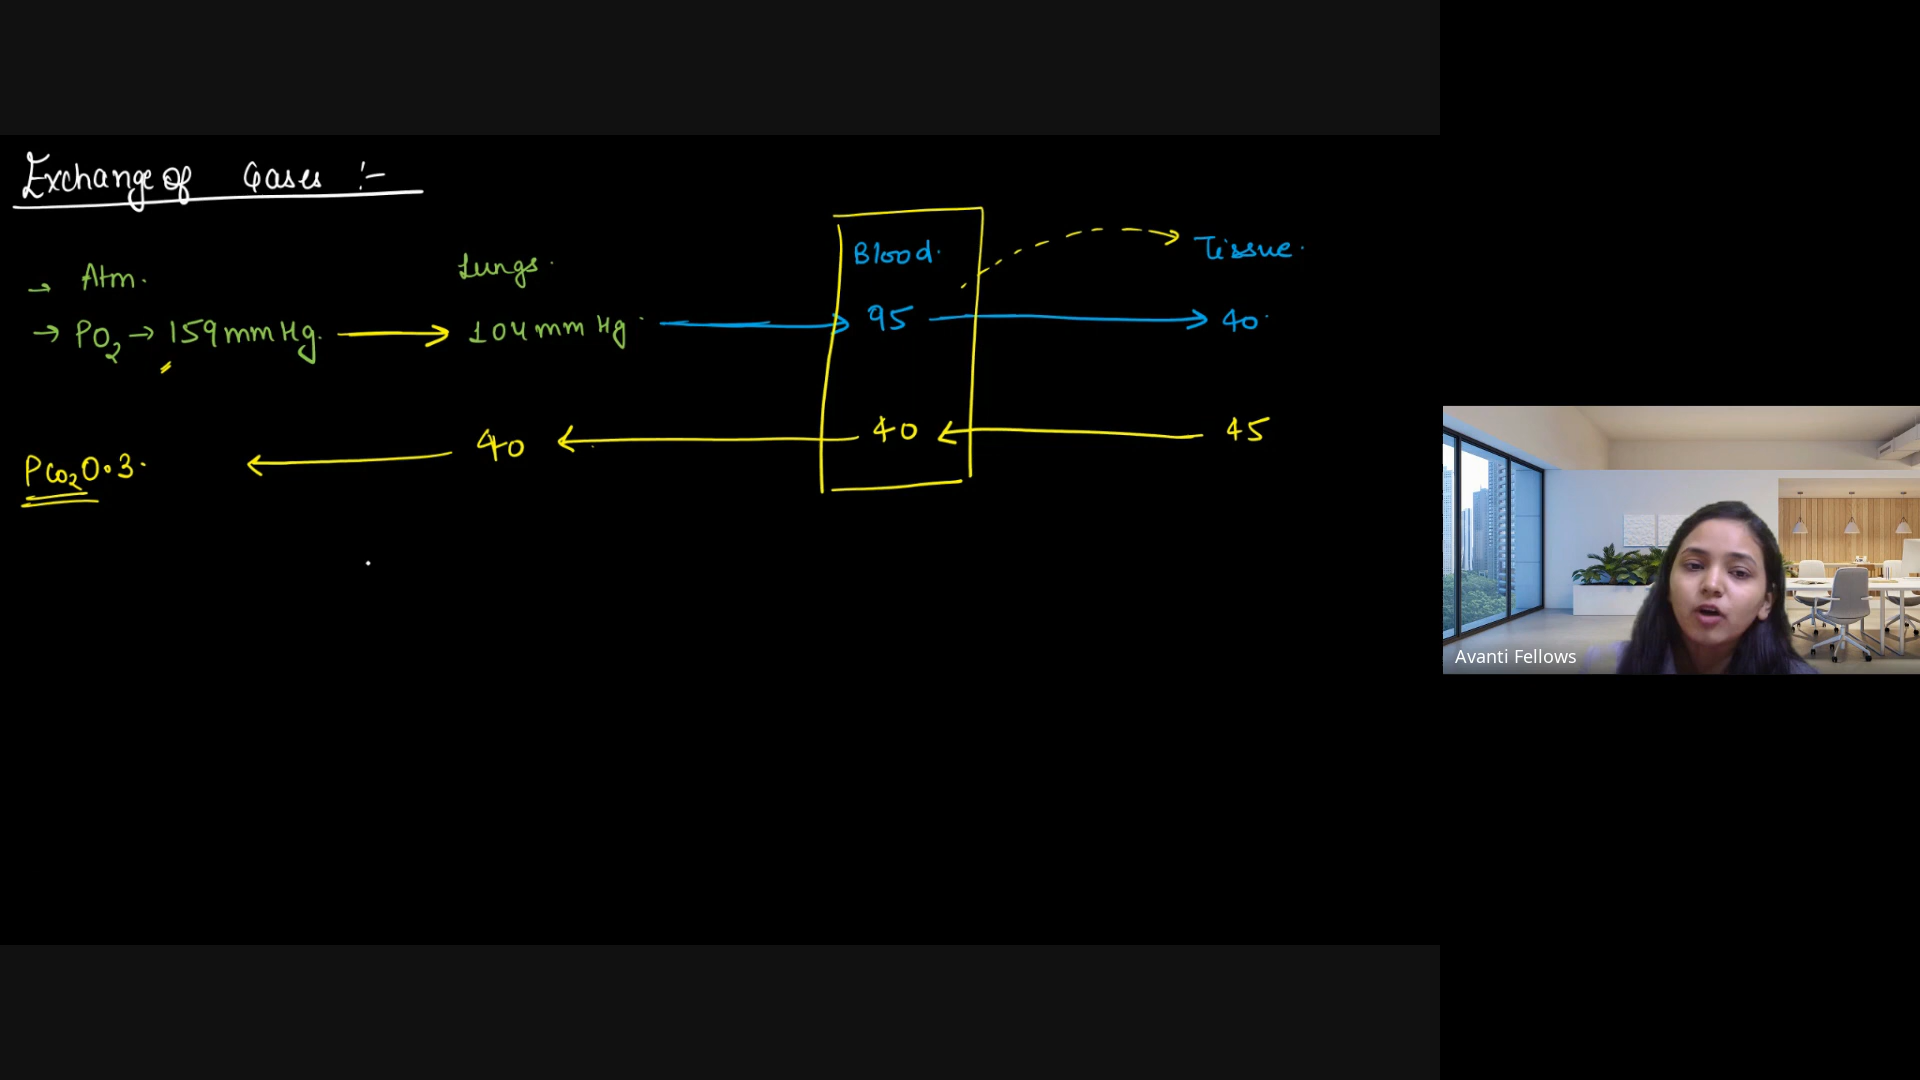 Exchange of Gases :-
→ Atm. Lungs. Blood. Tissue.
→ PO₂ → 159 mm Hg. → 104 mm Hg. → 95 → 40.
Pco₂ 0.3. ← 40 ← 40 ← 45
Avanti Fellows